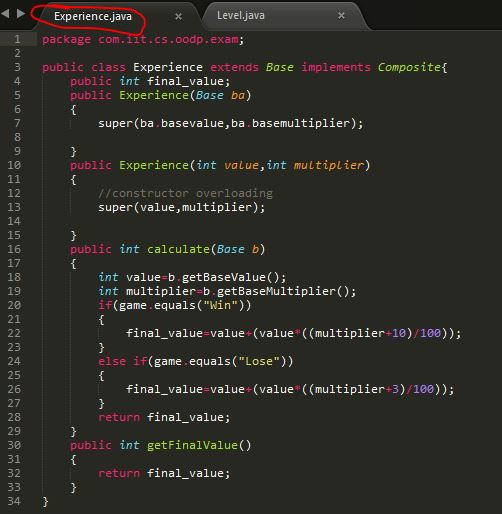 Experience.java
Level.java
1 package com.iit.cs.oodp.exam;
2
3 public class Experience extends Base implements Composite{
4 public int final_value;
5 public Experience(Base ba)
6 {
7 super(ba.basevalue,ba.basemultiplier);
8
9 }
10 public Experience(int value,int multiplier)
11 {
12 //constructor overloading
13 super(value,multiplier);
14
15 }
16 public int calculate(Base b)
17 {
18 int value=b.getBaseValue();
19 int multiplier=b.getBaseMultiplier();
20 if(game.equals("Win"))
21 {
22 final_value=value+(value*((multiplier+10)/100));
23 }
24 else if(game.equals("Lose"))
25 {
26 final_value=value+(value*((multiplier+3)/100));
27 }
28 return final_value;
29 }
30 public int getFinalValue()
31 {
32 return final_value;
33 }
34 }